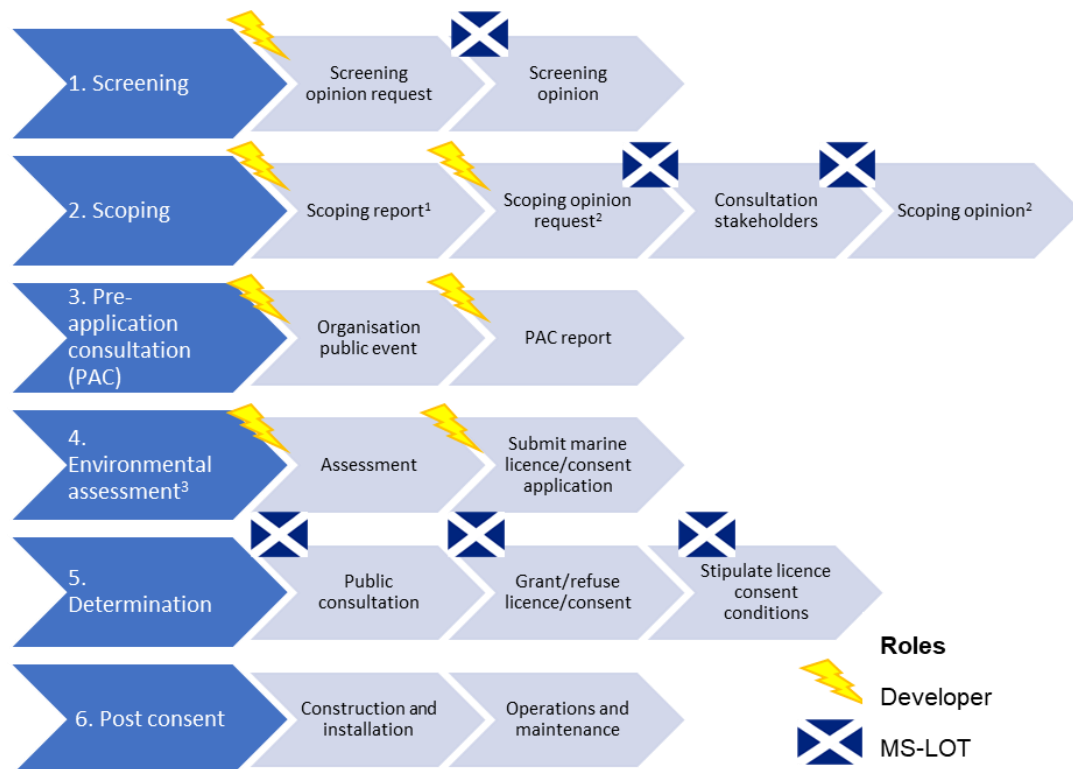 1. Screening
Screening
opinion request
Screening
opinion
2. Scoping
Scoping report¹
Scoping opinion
request²
Consultation
stakeholders
Scoping opinion²
3. Pre-
application
consultation
(PAC)
Organisation
public event
PAC report
4.
Environmental
assessment³
Assessment
Submit marine
licence/consent
application
5.
Determination
Public
consultation
Grant/refuse
licence/consent
Stipulate licence
consent
conditions
6. Post consent
Construction and
installation
Operations and
maintenance
Roles
Developer
MS-LOT